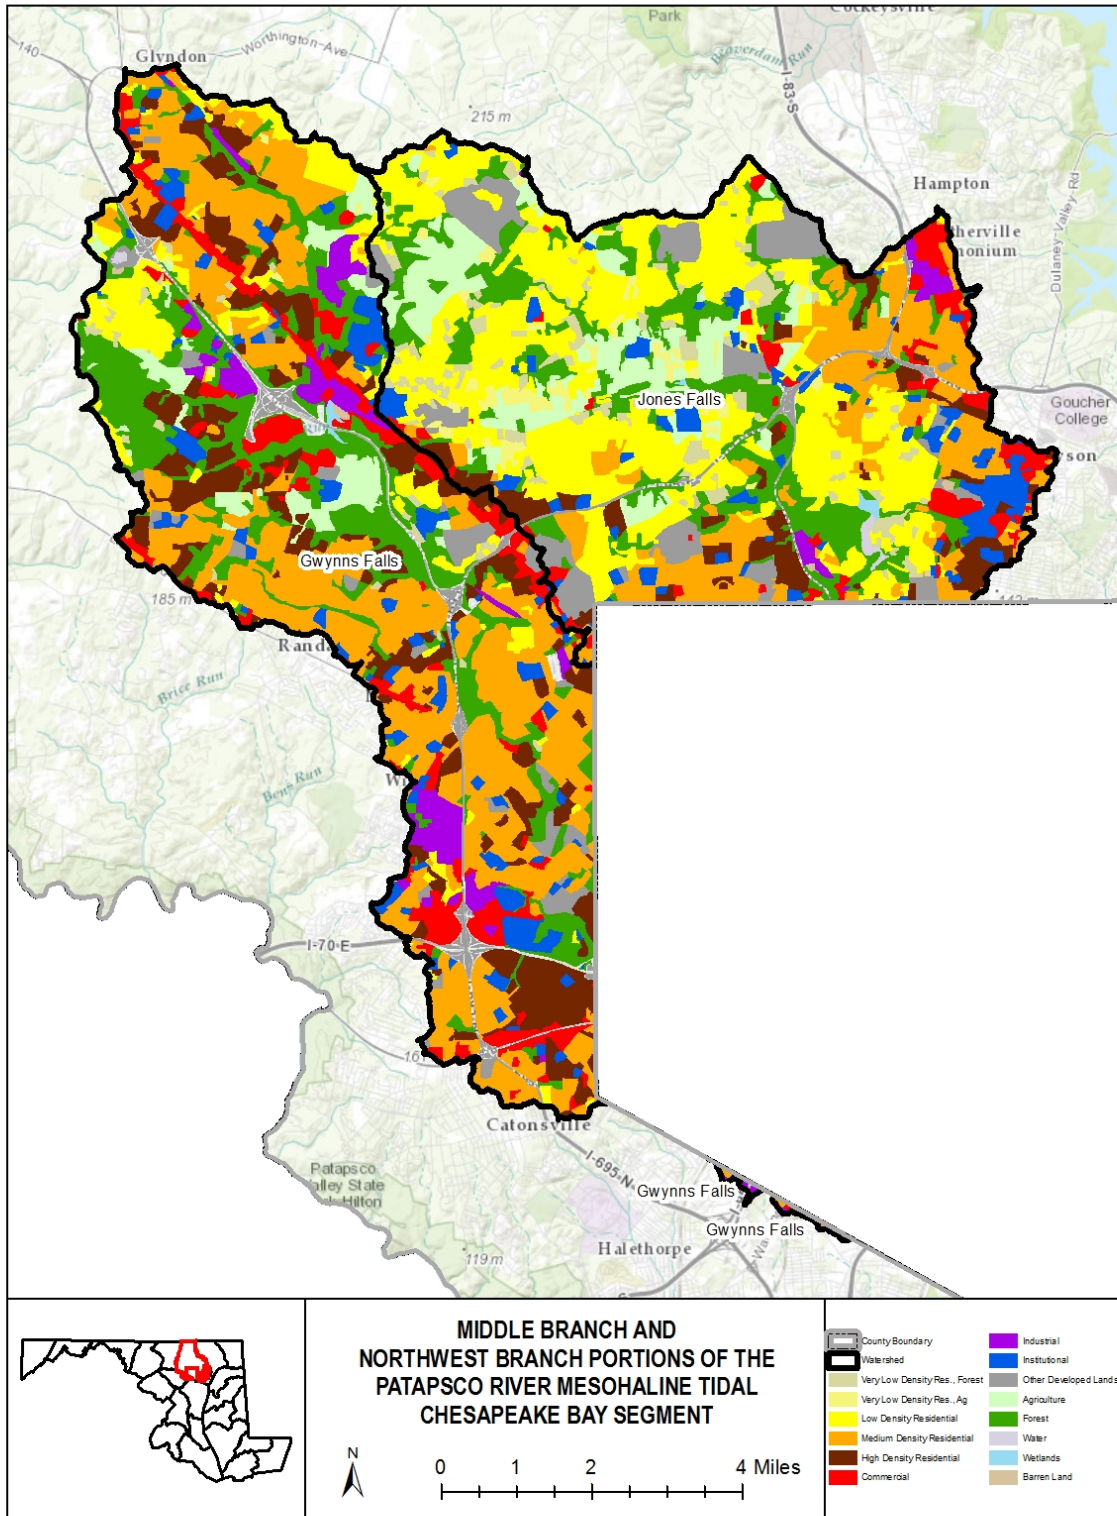 Cockeysville
Park
Glyndon
Worthington-Ave
140
Beaverdam Run
I-83-S
215 m
Hampton
Dulaney-Valley-Rd
Jones Falls
Goucher
College
Gwynns Falls
185 m
Brice Run
Ben's Run
I-70 E
Catonsville
I-695-N
Patapsco
Gwynns Falls
Gwynns Falls
Halethorpe
119 m
MIDDLE BRANCH AND
NORTHWEST BRANCH PORTIONS OF THE
PATAPSCO RIVER MESOHALINE TIDAL
CHESAPEAKE BAY SEGMENT
N
0 1 2 4 Miles
County Boundary
Watershed
Very Low Density Res., Forest
Very Low Density Res., Ag
Low Density Residential
Medium Density Residential
High Density Residential
Commercial
Industrial
Institutional
Other Developed Lands
Agriculture
Forest
Water
Wetlands
Barren Land